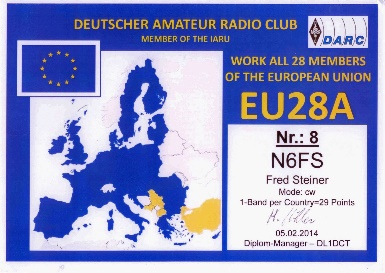 DEUTSCHER AMATEUR RADIO CLUB
MEMBER OF THE IARU
DARC
WORK ALL 28 MEMBERS
OF THE EUROPEAN UNION
EU28A
Nr.: 8
N6FS
Fred Steiner
Mode: cw
1-Band per Country=29 Points
05.02.2014
Diplom-Manager – DL1DCT